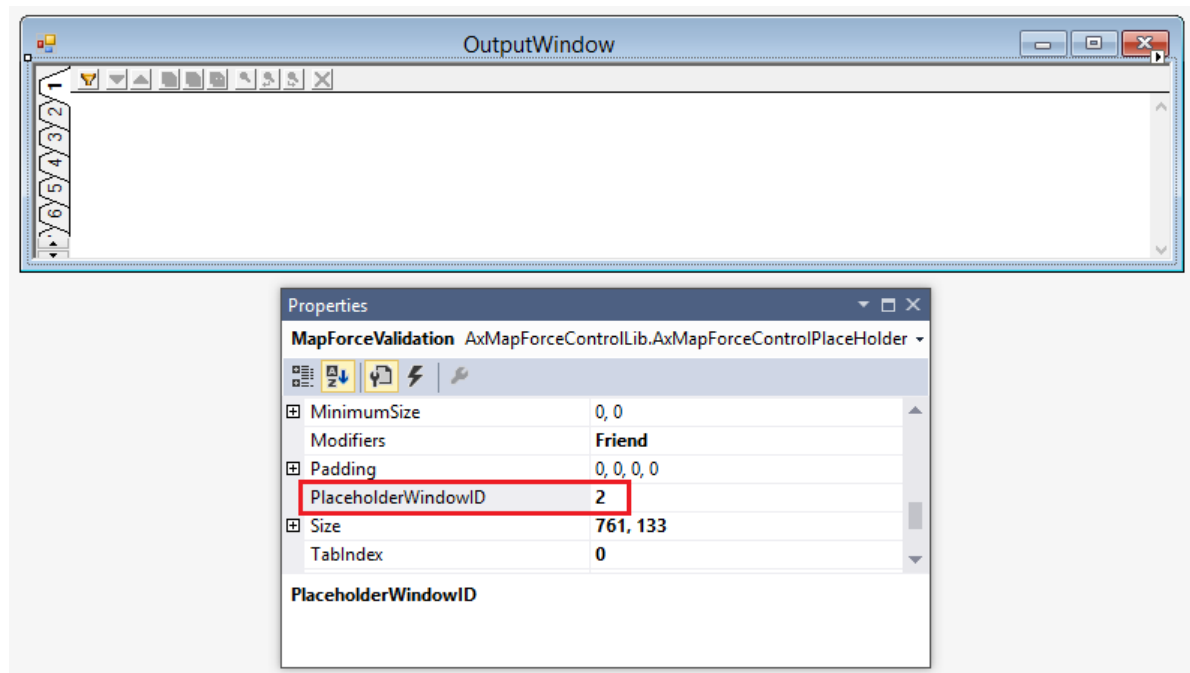 OutputWindow
1
2
3
4
5
6
Properties
MapForceValidation AxMapForceControlLib.AxMapForceControlPlaceHolder
MinimumSize 0, 0
Modifiers Friend
Padding 0, 0, 0, 0
PlaceholderWindowID 2
Size 761, 133
TabIndex 0
PlaceholderWindowID